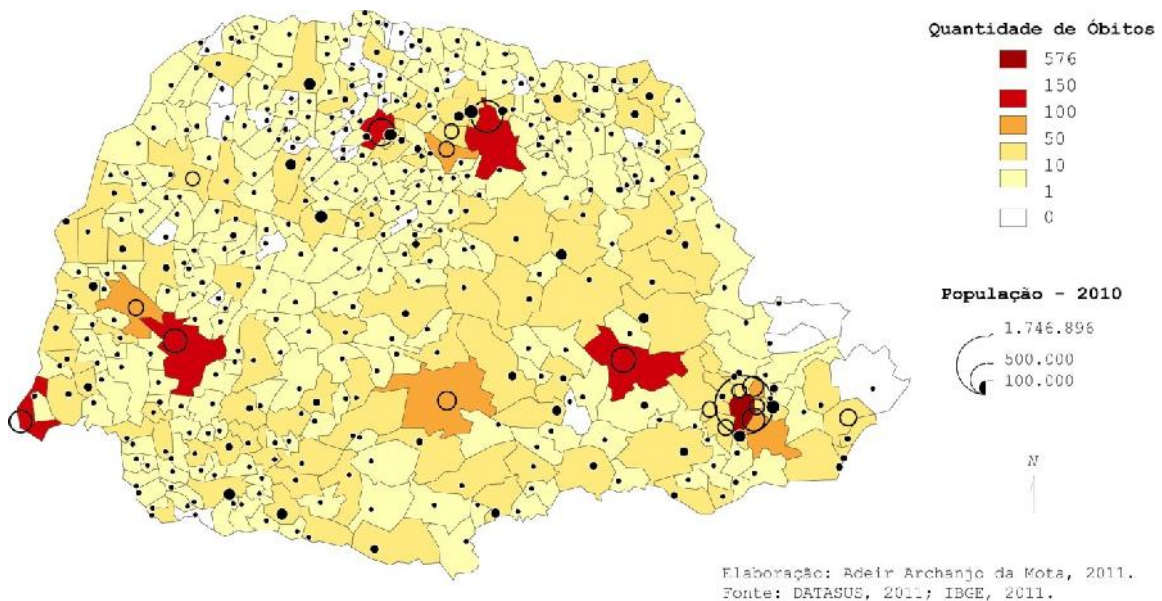 Quantidade de Óbitos
576
150
100
50
10
1
0
População - 2010
1.746.896
500.000
100.000
N
Elaboração: Adeir Archanjo da Mota, 2011.
Fonte: DATASUS, 2011; IBGE, 2011.